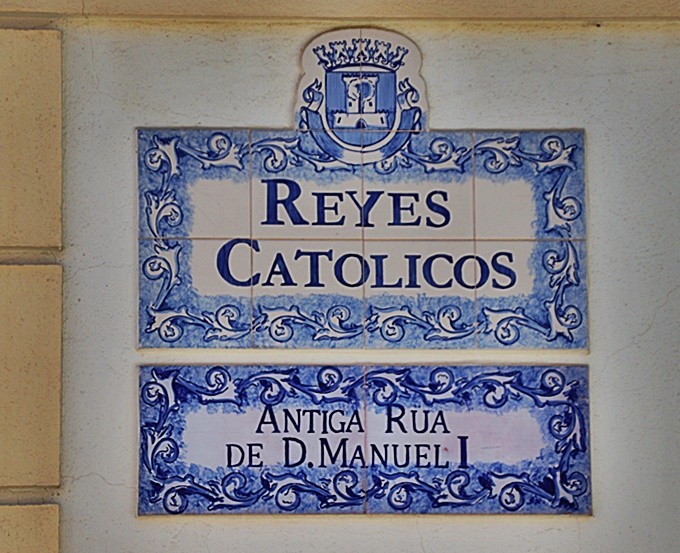 REYES
CATOLICOS
ANTIGA RUA
DE D. MANUEL I